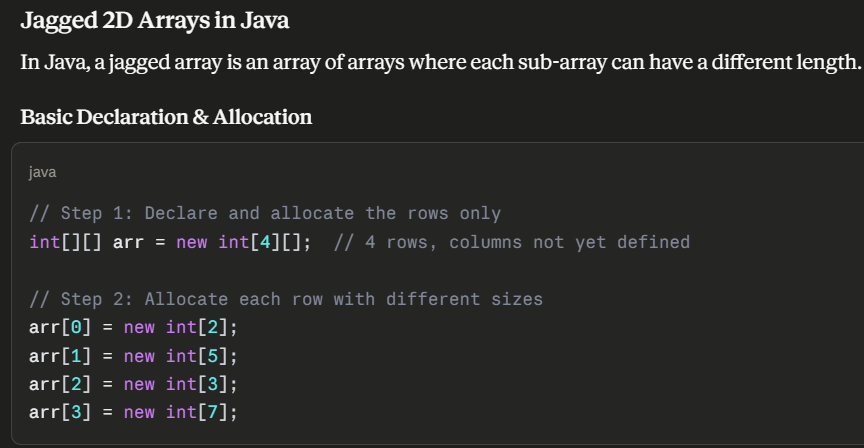 Jagged 2D Arrays in Java
In Java, a jagged array is an array of arrays where each sub-array can have a different length.
Basic Declaration & Allocation
java
// Step 1: Declare and allocate the rows only
int[][] arr = new int[4][];  // 4 rows, columns not yet defined
// Step 2: Allocate each row with different sizes
arr[0] = new int[2];
arr[1] = new int[5];
arr[2] = new int[3];
arr[3] = new int[7];